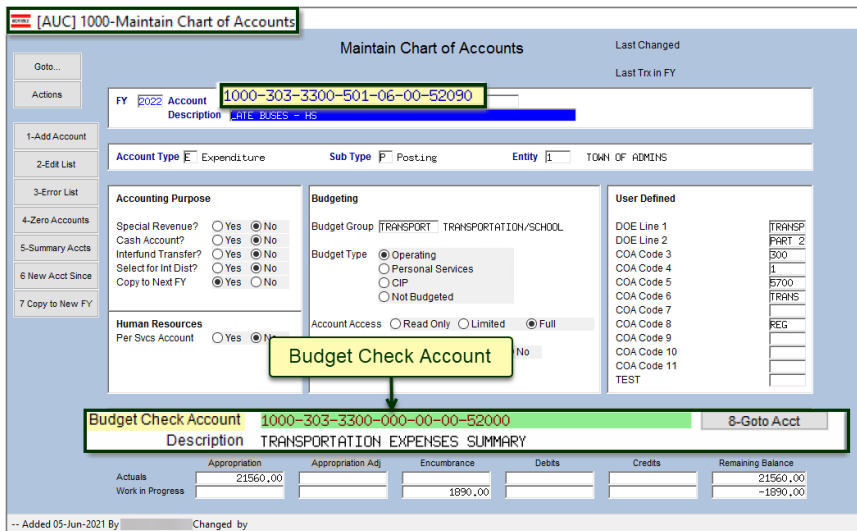 [AUC] 1000-Maintain Chart of Accounts
Maintain Chart of Accounts
Last Changed
Last Trx in FY
Goto...
Actions
FY 2022 Account 1000-303-3300-501-06-00-52090
Description LATE BUSES - HS
1-Add Account
2-Edit List
3-Error List
4-Zero Accounts
5-Summary Accts
6 New Acct Since
7 Copy to New FY
Account Type E Expenditure Sub Type P Posting Entity 1 TOWN OF ADMINS
Accounting Purpose
Special Revenue? Yes No
Cash Account? Yes No
Interfund Transfer? Yes No
Select for Int Dist? Yes No
Copy to Next FY Yes No
Human Resources
Per Svcs Account Yes No
Budgeting
Budget Group TRANSPORT TRANSPORTATION/SCHOOL
Budget Type Operating
Personal Services
CIP
Not Budgeted
Account Access Read Only Limited Full
No
User Defined
DOE Line 1 TRANSP
DOE Line 2 PART 2
COA Code 3 300
COA Code 4 1
COA Code 5 5700
COA Code 6 TRANS
COA Code 7
COA Code 8 REG
COA Code 9
COA Code 10
COA Code 11
TEST
Budget Check Account
Budget Check Account 1000-303-3300-000-00-00-52000 8-Goto Acct
Description TRANSPORTATION EXPENSES SUMMARY
Appropriation Appropriation Adj Encumbrance Debits Credits Remaining Balance
Actuals 21560.00 21560.00
Work in Progress 1890.00 -1890.00
-- Added 05-Jun-2021 By Changed by